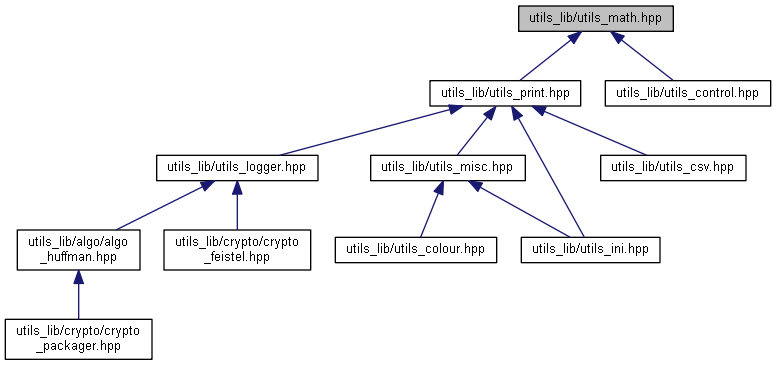 utils_lib/utils_math.hpp
utils_lib/utils_print.hpp
utils_lib/utils_control.hpp
utils_lib/utils_logger.hpp
utils_lib/utils_misc.hpp
utils_lib/utils_csv.hpp
utils_lib/algo/algo
_huffman.hpp
utils_lib/crypto/crypto
_feistel.hpp
utils_lib/utils_colour.hpp
utils_lib/utils_ini.hpp
utils_lib/crypto/crypto
_packager.hpp